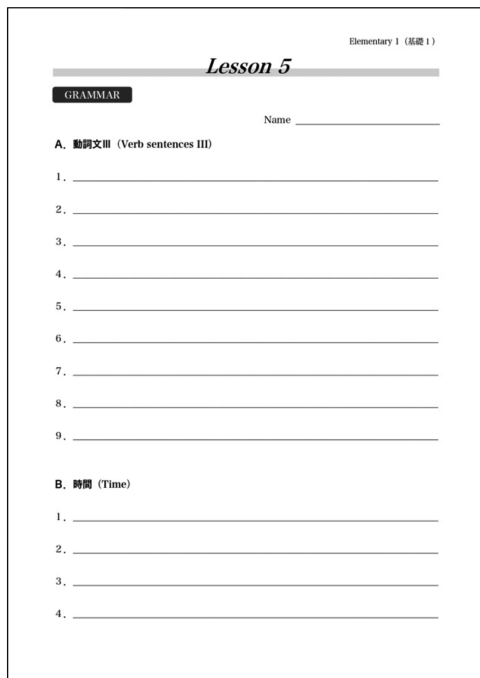 Elementary 1（基礎 1）
Lesson 5
GRAMMAR
Name
A．動詞文Ⅲ（Verb sentences III）
1．
2．
3．
4．
5．
6．
7．
8．
9．
B．時間（Time）
1．
2．
3．
4．